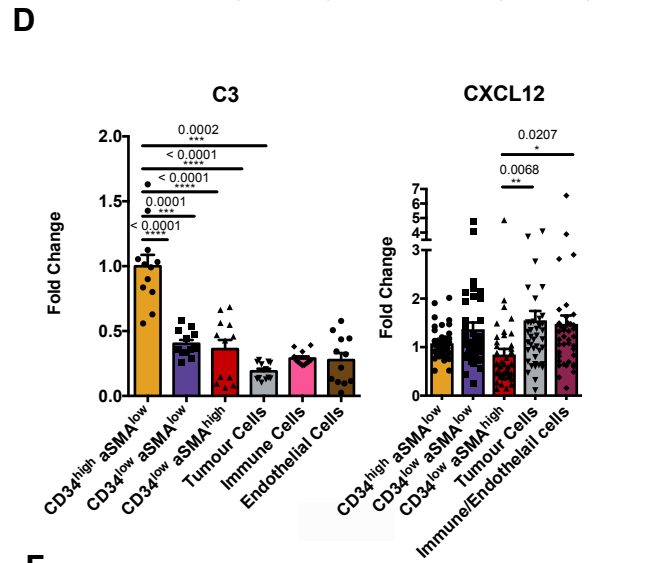 D
C3
CXCL12
Fold Change
2.0
1.5
1.0
0.5
0.0
0.0002
***
< 0.0001
****
< 0.0001
****
0.0001
***
< 0.0001
****
CD34high aSMAlow
CD34low aSMAlow
CD34low aSMAhigh
Tumour Cells
Immune Cells
Endothelial Cells
Fold Change
7
6
5
4
3
2
1
0
0.0207
*
0.0068
**
CD34high aSMAlow
CD34low aSMAlow
CD34low aSMAhigh
Tumour Cells
Immune/Endothelail Cells